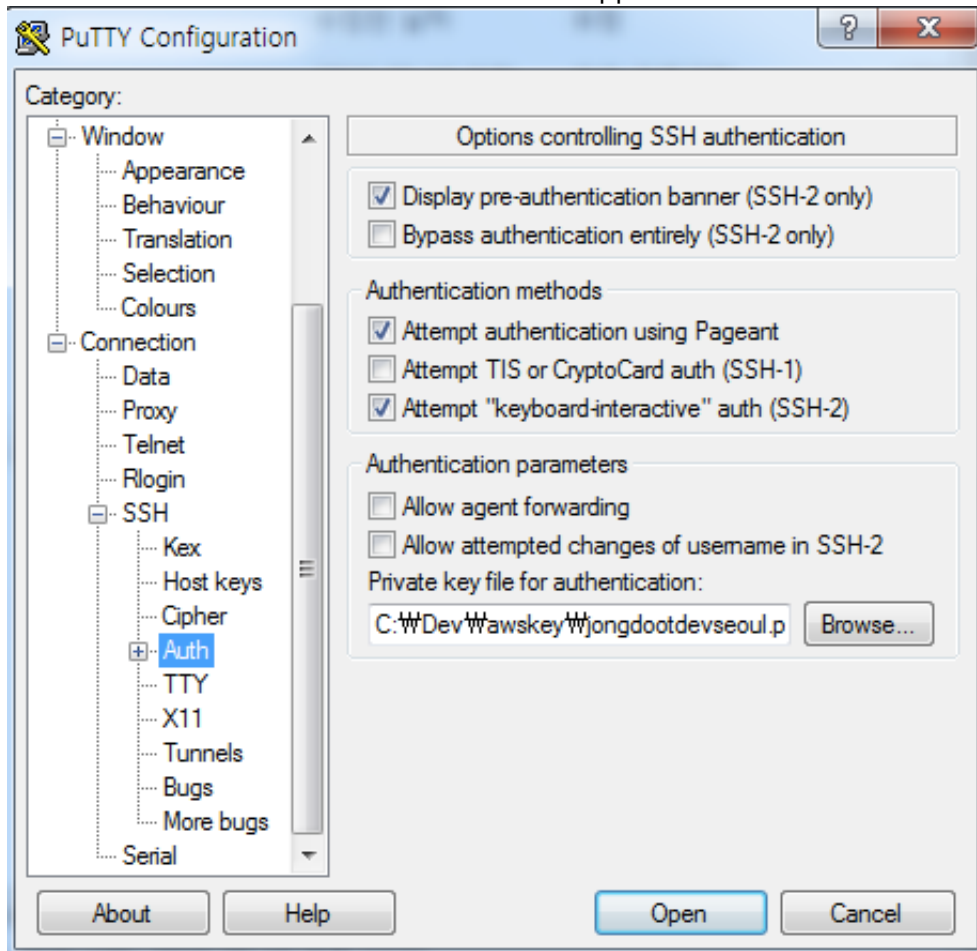 PuTTY Configuration
Category:
Window
Appearance
Behaviour
Translation
Selection
Colours
Connection
Data
Proxy
Telnet
Rlogin
SSH
Kex
Host keys
Cipher
Auth
TTY
X11
Tunnels
Bugs
More bugs
Serial
Options controlling SSH authentication
Display pre-authentication banner (SSH-2 only)
Bypass authentication entirely (SSH-2 only)
Authentication methods
Attempt authentication using Pageant
Attempt TIS or CryptoCard auth (SSH-1)
Attempt "keyboard-interactive" auth (SSH-2)
Authentication parameters
Allow agent forwarding
Allow attempted changes of username in SSH-2
Private key file for authentication:
C:₩Dev₩awskey₩jongdootdevseoul.p
Browse...
About
Help
Open
Cancel